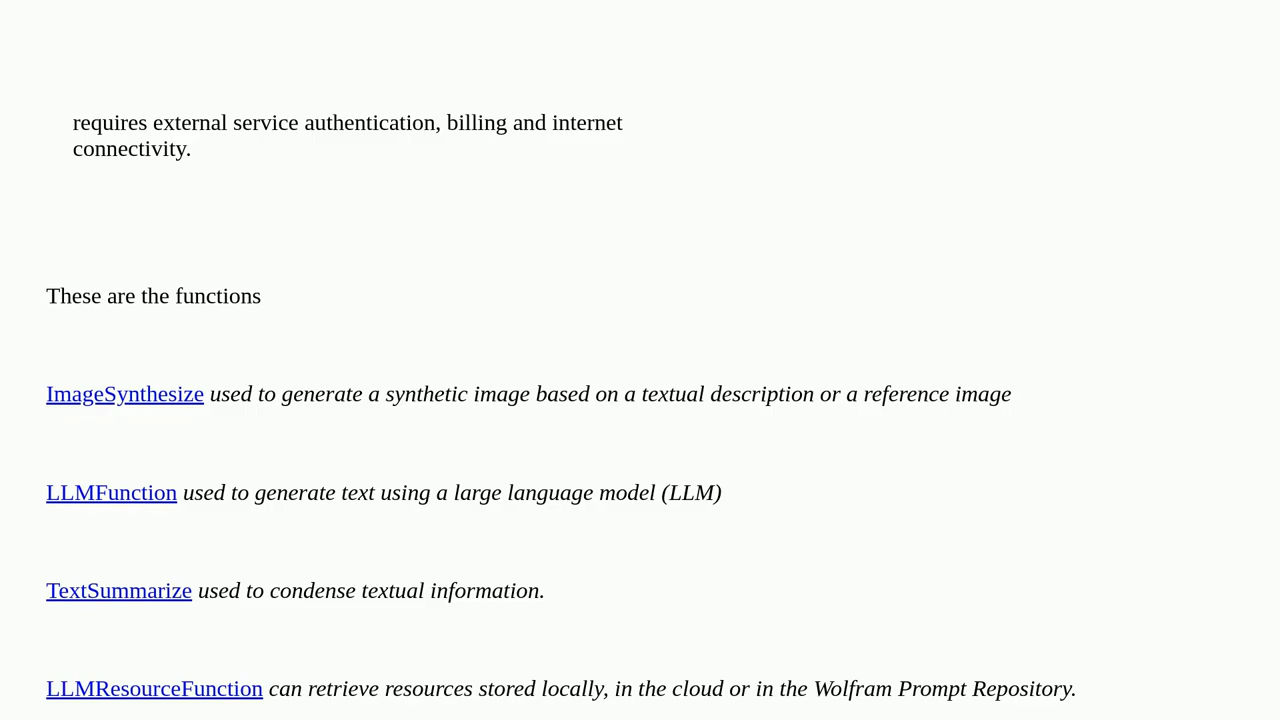 requires external service authentication, billing and internet
connectivity.
These are the functions
ImageSynthesize used to generate a synthetic image based on a textual description or a reference image
LLMFunction used to generate text using a large language model (LLM)
TextSummarize used to condense textual information.
LLMResourceFunction can retrieve resources stored locally, in the cloud or in the Wolfram Prompt Repository.